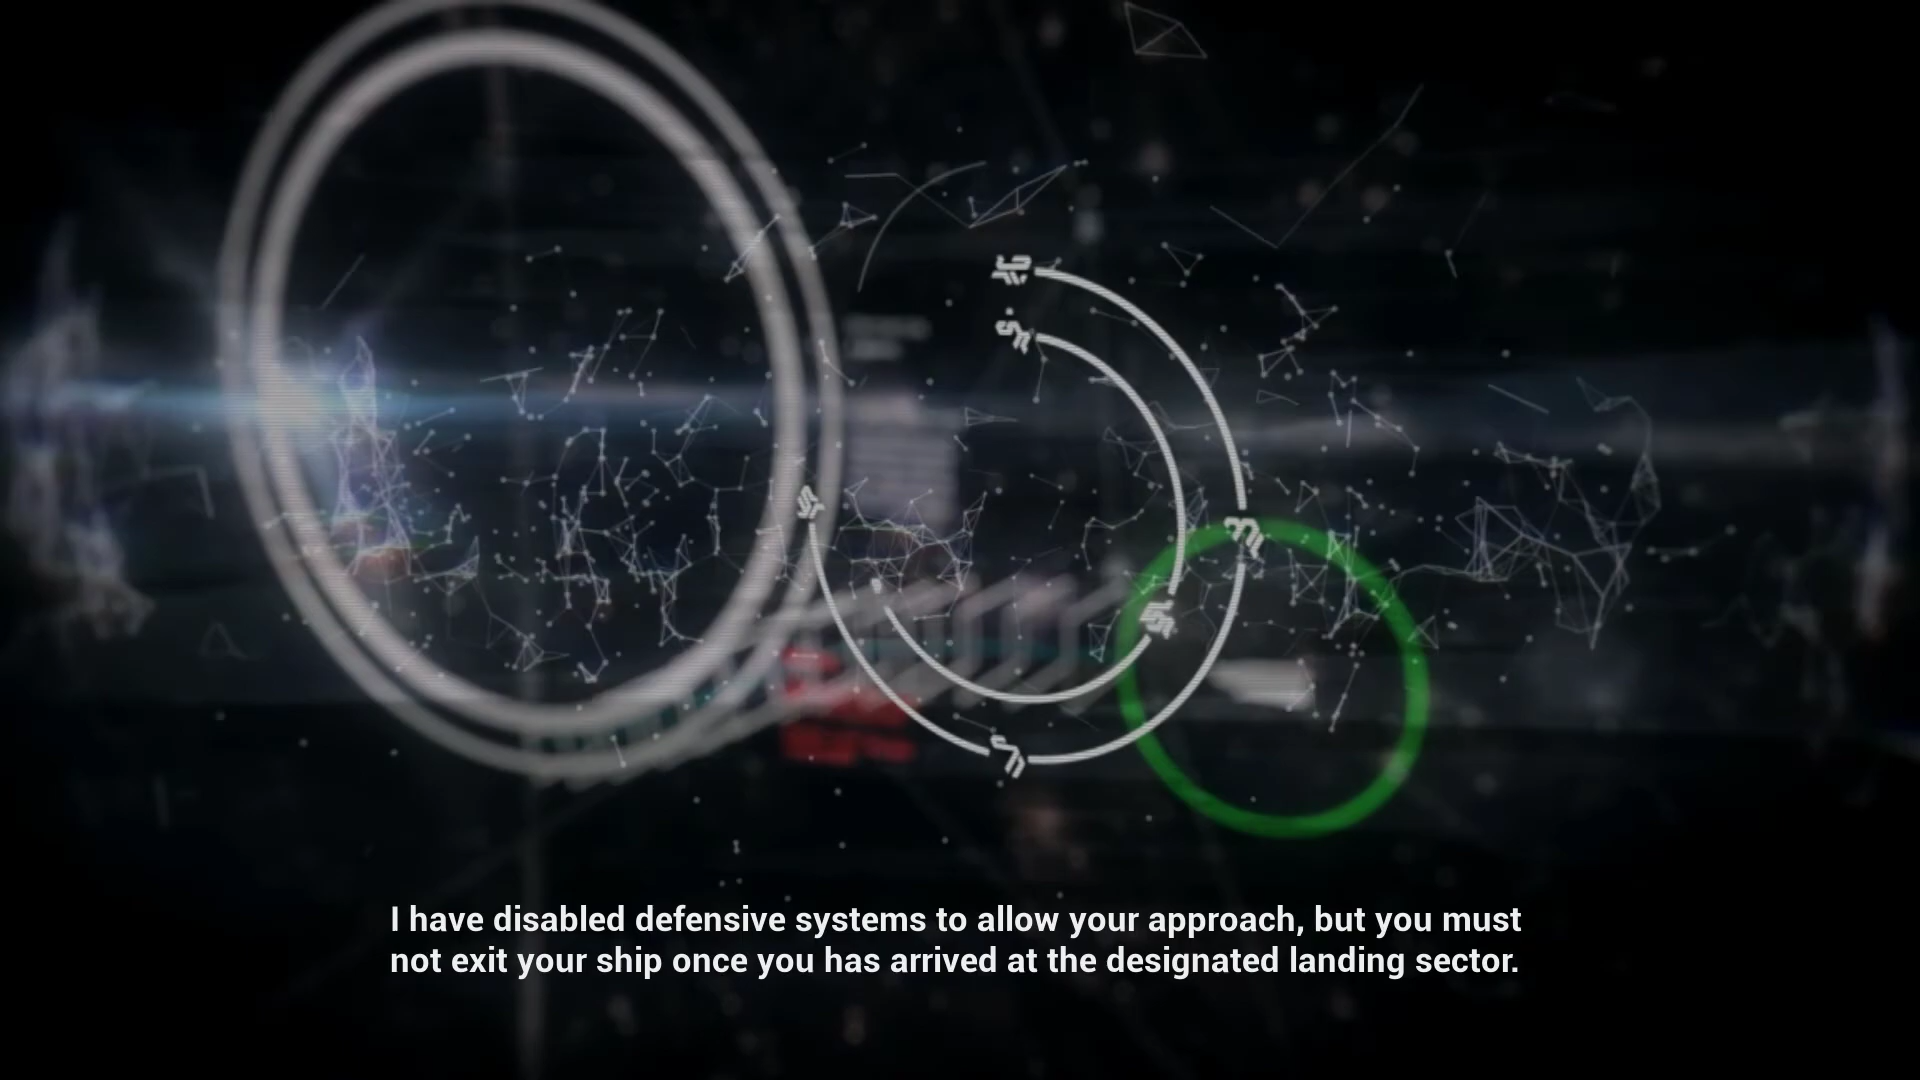 I have disabled defensive systems to allow your approach, but you must
not exit your ship once you has arrived at the designated landing sector.